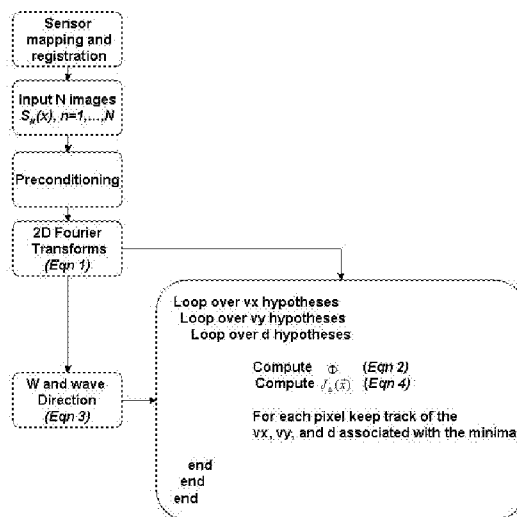 Sensor
mapping and
registration
Input N images
Sₙ(x), n=1,...,N
Preconditioning
2D Fourier
Transforms
(Eqn 1)
W and wave
Direction
(Eqn 3)
Loop over vx hypotheses
Loop over vy hypotheses
Loop over d hypotheses
Compute Φ (Eqn 2)
Compute (Eqn 4)
For each pixel keep track of the
vx, vy, and d associated with the minima
end
end
end